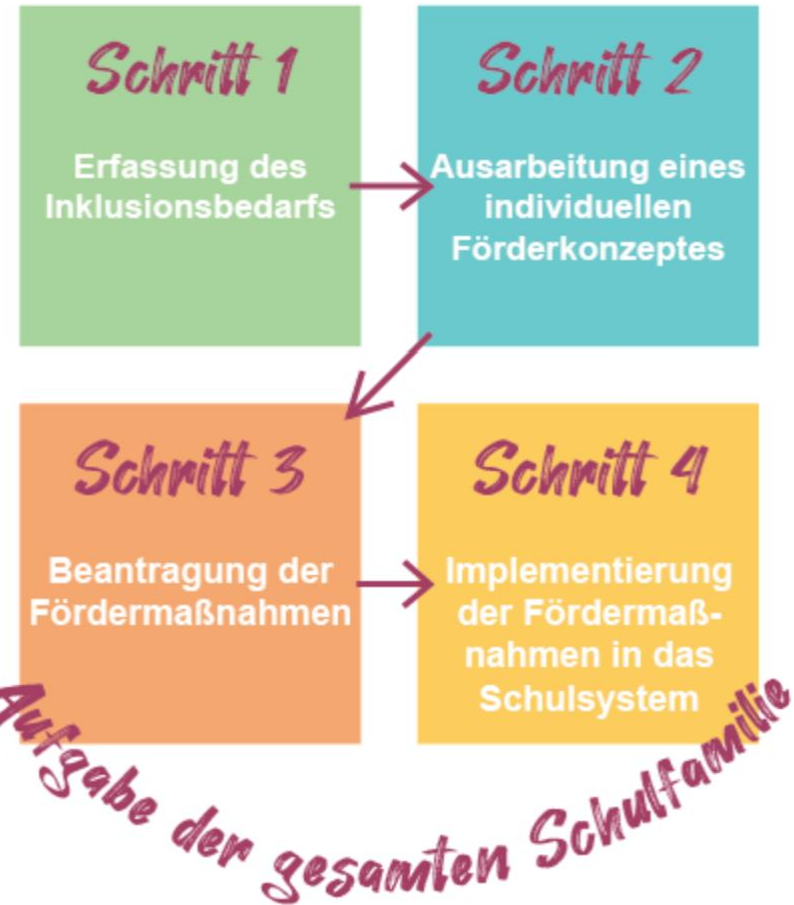 Schritt 1
Erfassung des
Inklusionsbedarfs
Schritt 2
Ausarbeitung eines
individuellen
Förderkonzeptes
Schritt 3
Beantragung der
Fördermaßnahmen
Schritt 4
Implementierung
der Fördermaß-
nahmen in das
Schulsystem
Aufgabe der gesamten Schulfamilie